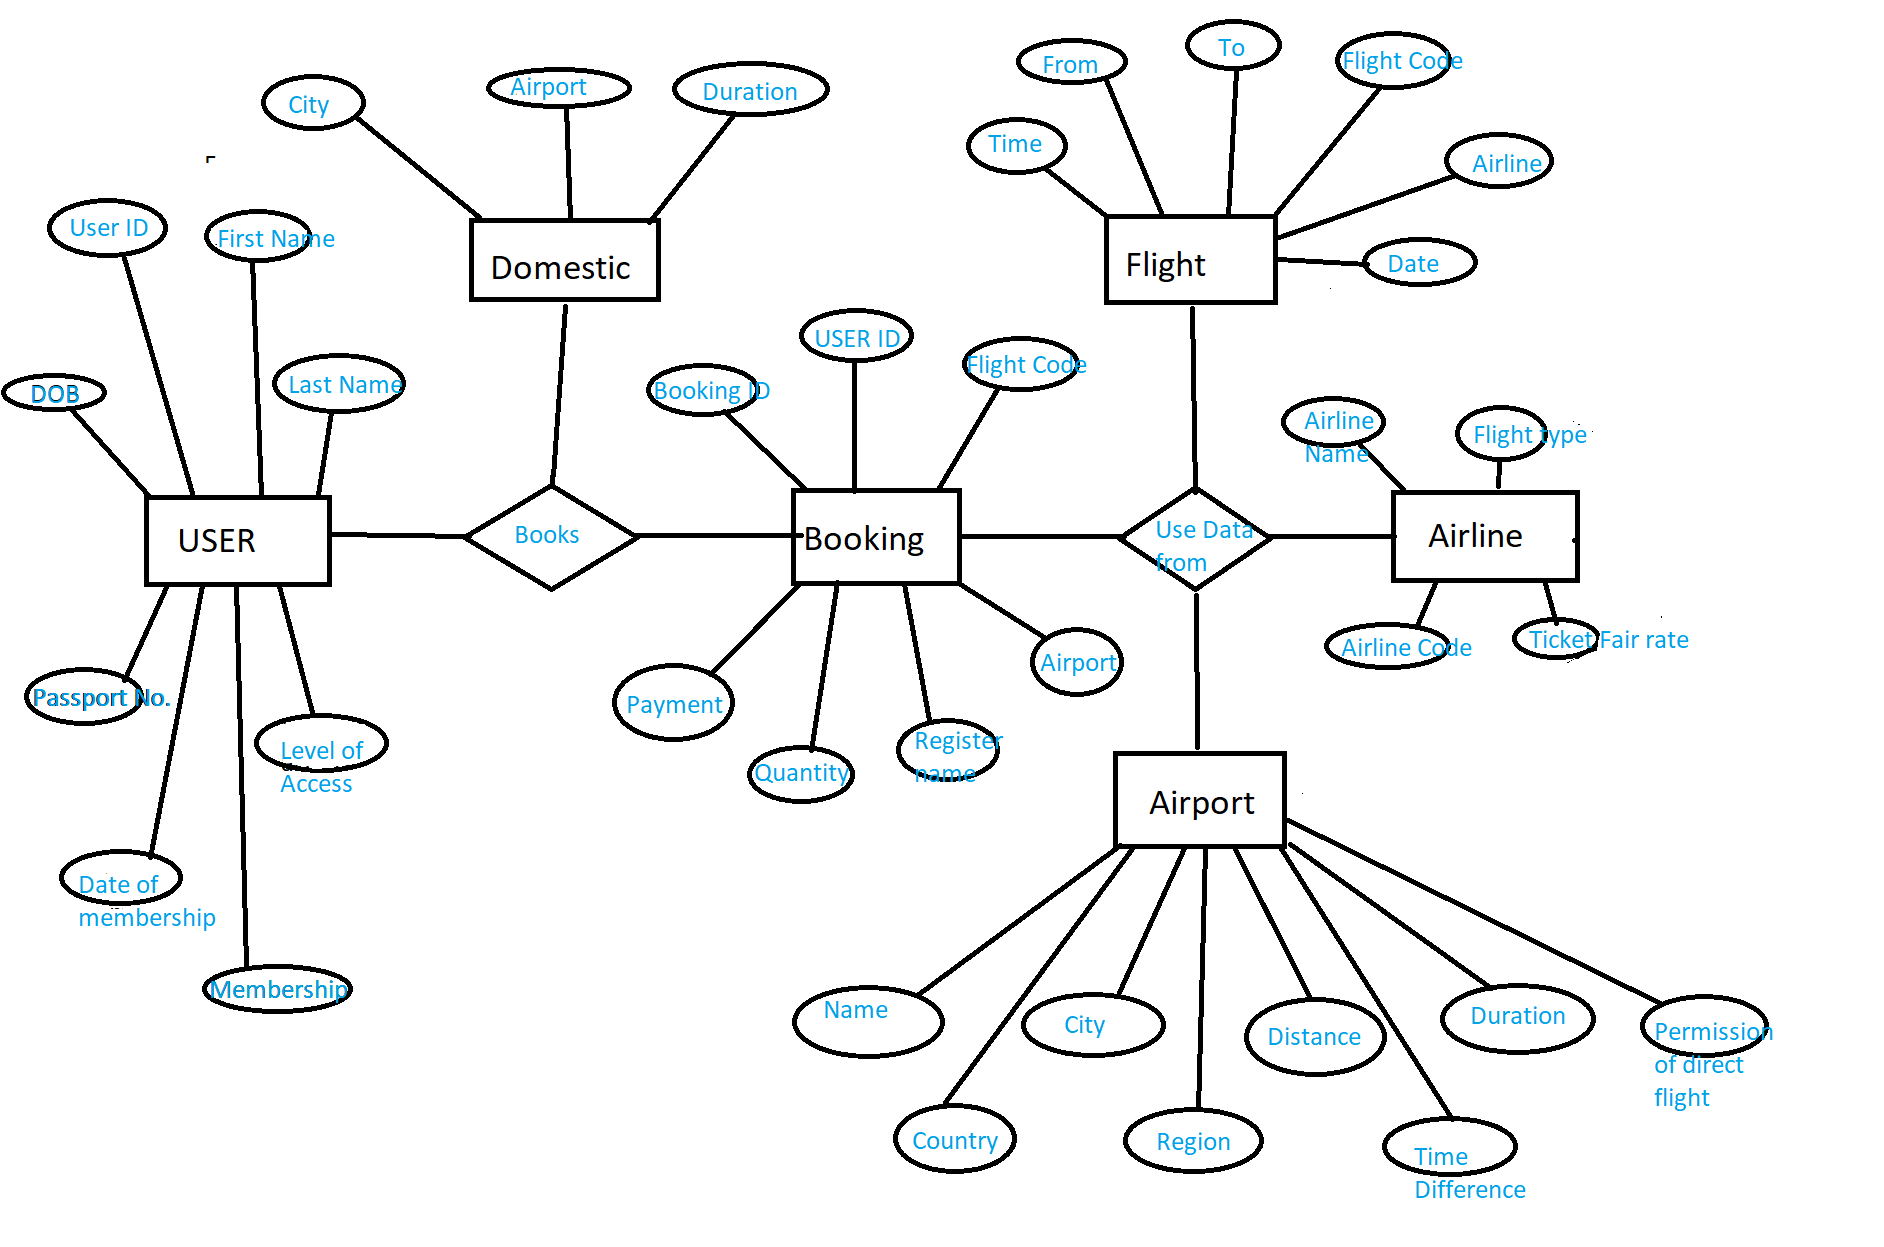 From
To
Flight Code
City
Airport
Duration
Time
Airline
User ID
First Name
Domestic
Flight
Date
DOB
Last Name
Booking ID
USER ID
Flight Code
Airline
Name
Flight type
USER
Books
Booking
Use Data
from
Airline
Passport No.
Level of
Access
Payment
Quantity
Register
name
Airport
Airline Code
Ticket Fair rate
Date of
membership
Membership
Airport
Name
City
Distance
Duration
Permission
of direct
flight
Country
Region
Time
Difference